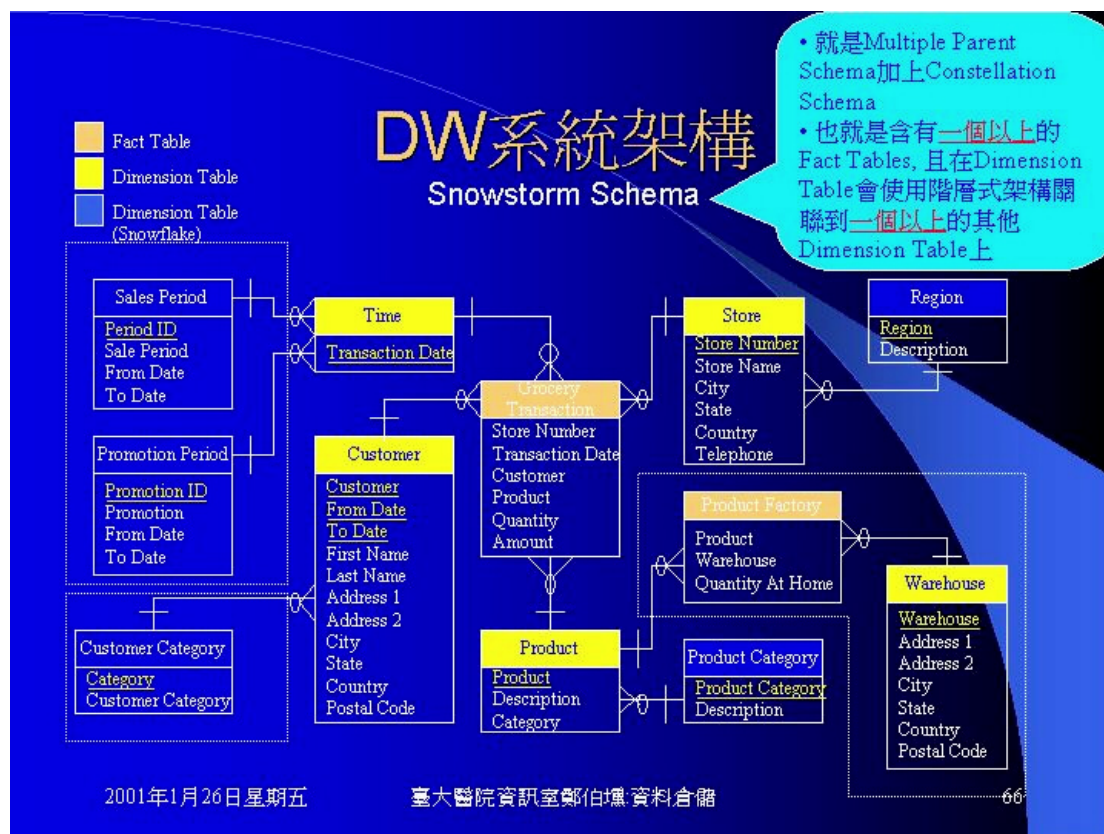 • 就是Multiple Parent
Schema加上Constellation
Schema
• 也就是含有一個以上的
Fact Tables, 且在Dimension
Table會使用階層式架構關
聯到一個以上的其他
Dimension Table上
DW系統架構
Snowstorm Schema
Fact Table
Dimension Table
Dimension Table
(Snowflake)
Sales Period
Period ID
Sale Period
From Date
To Date
Time
Transaction Date
Store
Store Number
Store Name
City
State
Country
Telephone
Region
Region
Description
Promotion Period
Promotion ID
Promotion
From Date
To Date
Customer
Customer
From Date
To Date
First Name
Last Name
Address 1
Address 2
City
State
Country
Postal Code
Grocery
Transaction
Store Number
Transaction Date
Customer
Product
Quantity
Amount
Product Factory
Product
Warehouse
Quantity At Home
Warehouse
Warehouse
Address 1
Address 2
City
State
Country
Postal Code
Customer Category
Category
Customer Category
Product
Product
Description
Category
Product Category
Product Category
Description
2001年1月26日星期五
臺大醫院資訊室鄭伯壎:資料倉儲
66